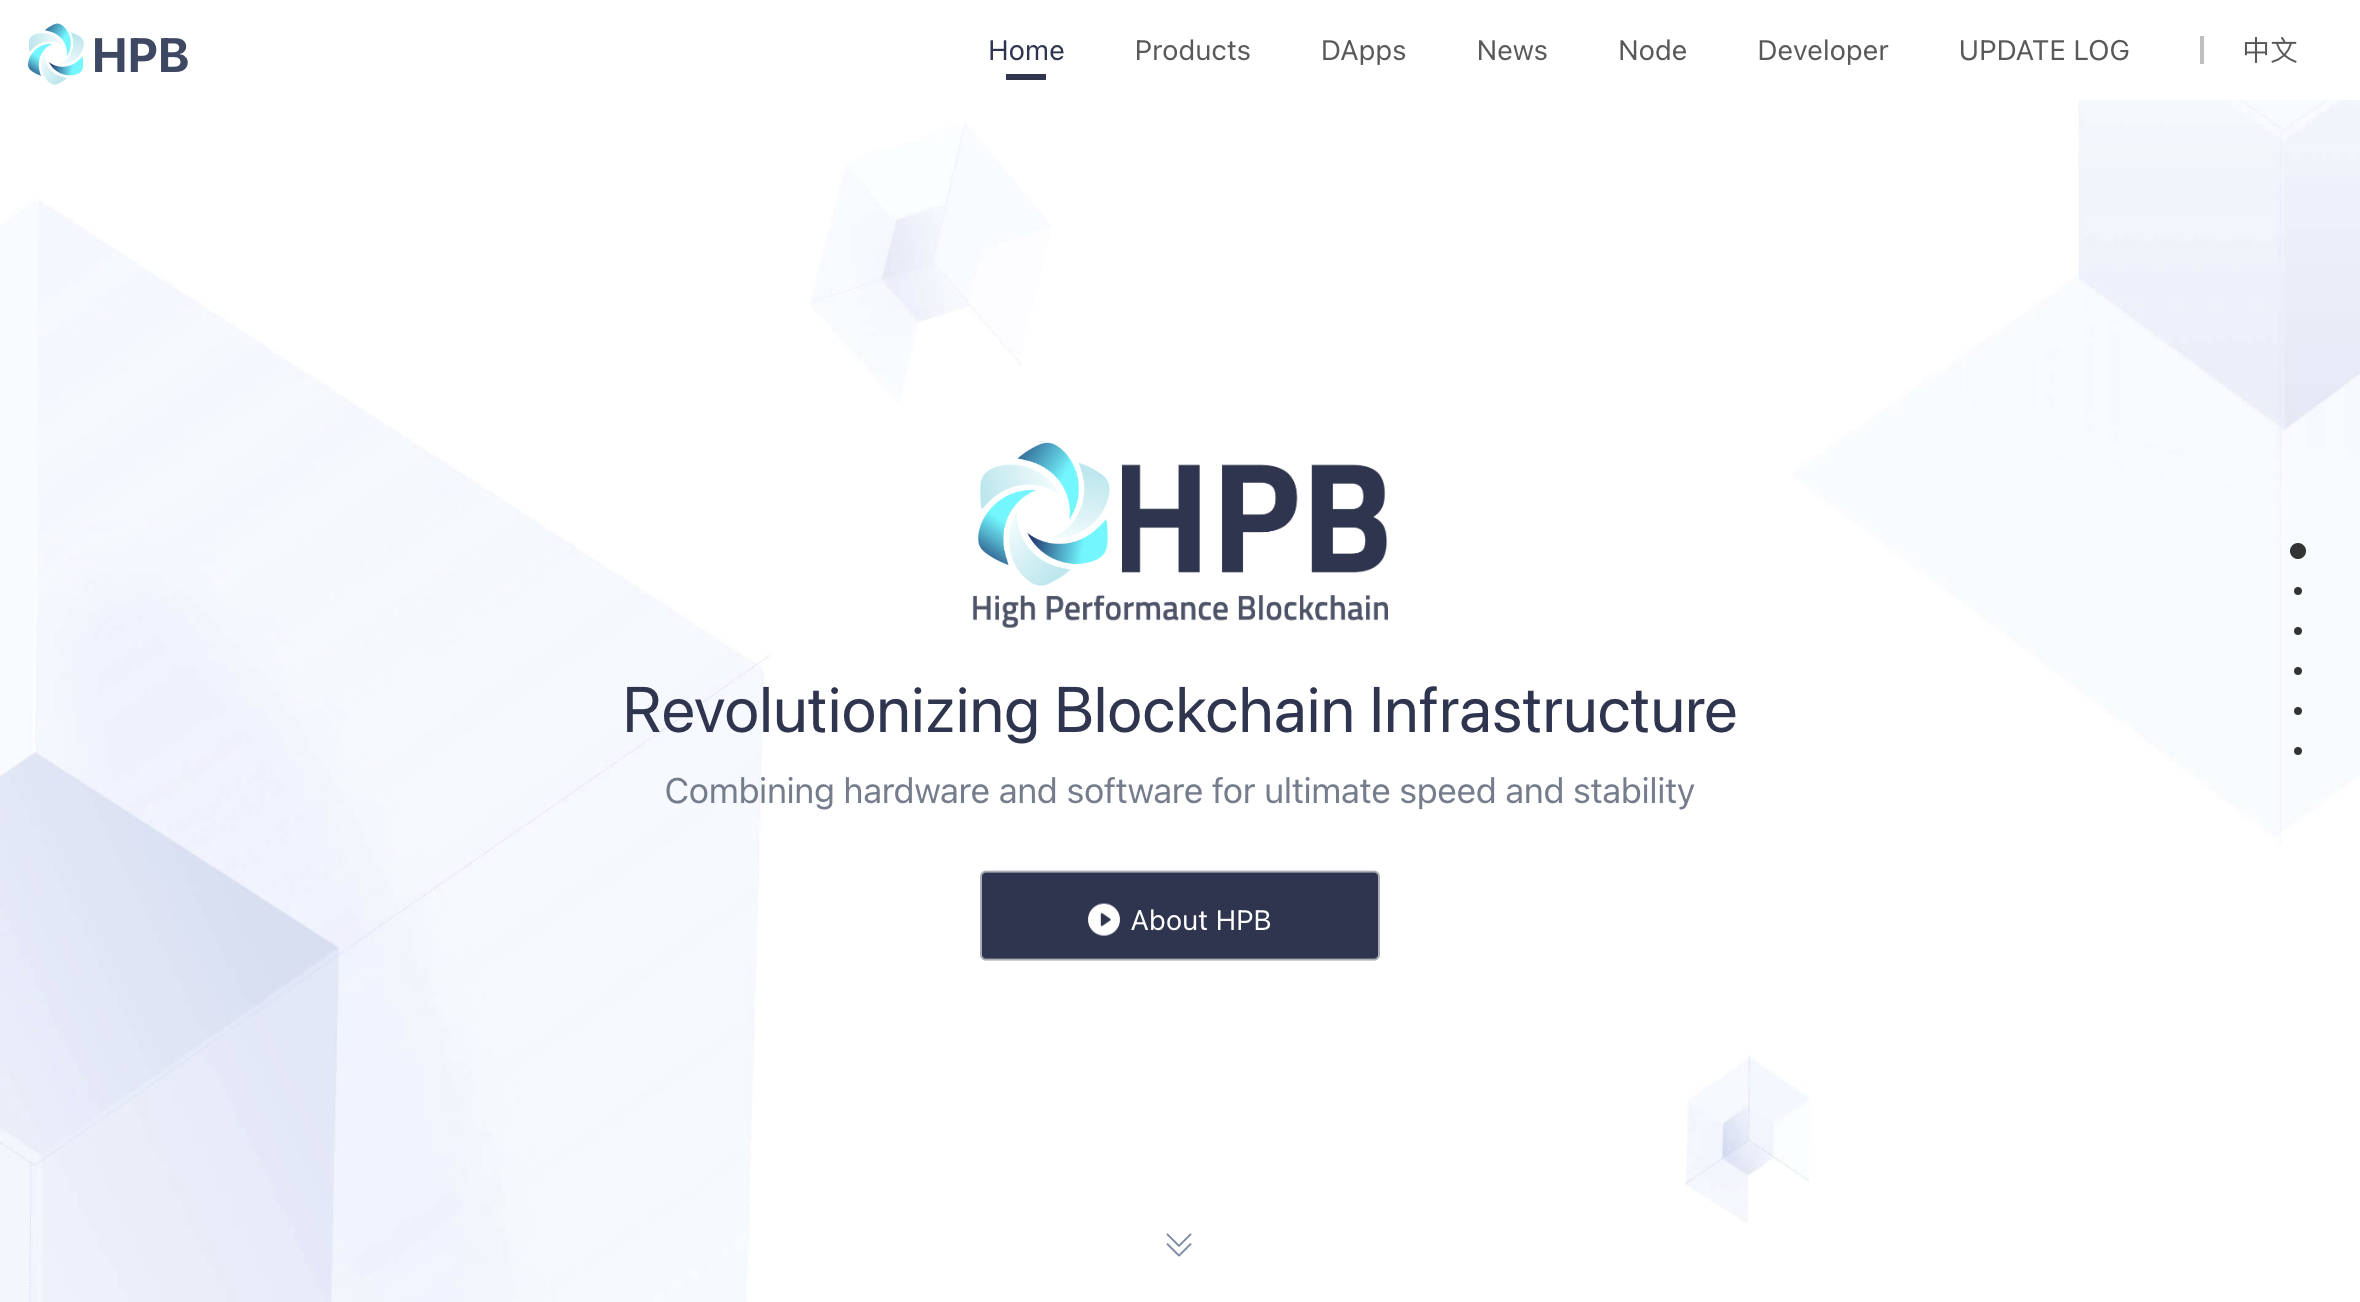 HPB
Home Products DApps News Node Developer UPDATE LOG 中文
HPB
High Performance Blockchain
Revolutionizing Blockchain Infrastructure
Combining hardware and software for ultimate speed and stability
About HPB